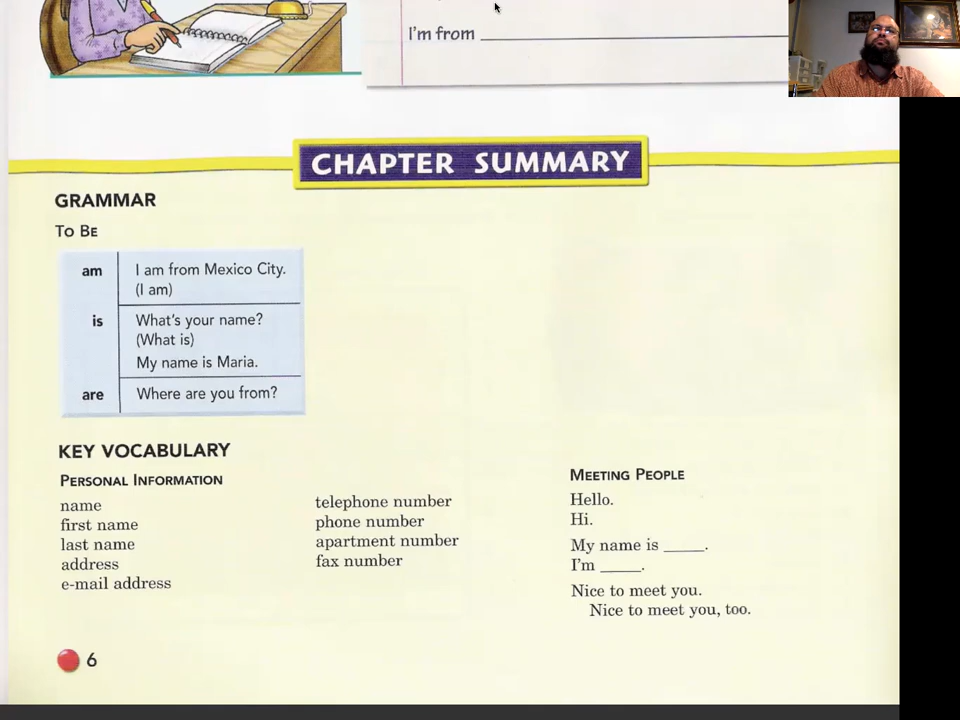 I'm from
CHAPTER SUMMARY
GRAMMAR
TO BE
am
I am from Mexico City.
(I am)
is
What's your name?
(What is)
My name is Maria.
are
Where are you from?
KEY VOCABULARY
PERSONAL INFORMATION
name
first name
last name
address
e-mail address
telephone number
phone number
apartment number
fax number
MEETING PEOPLE
Hello.
Hi.
My name is _____.
I'm _____.
Nice to meet you.
Nice to meet you, too.
6